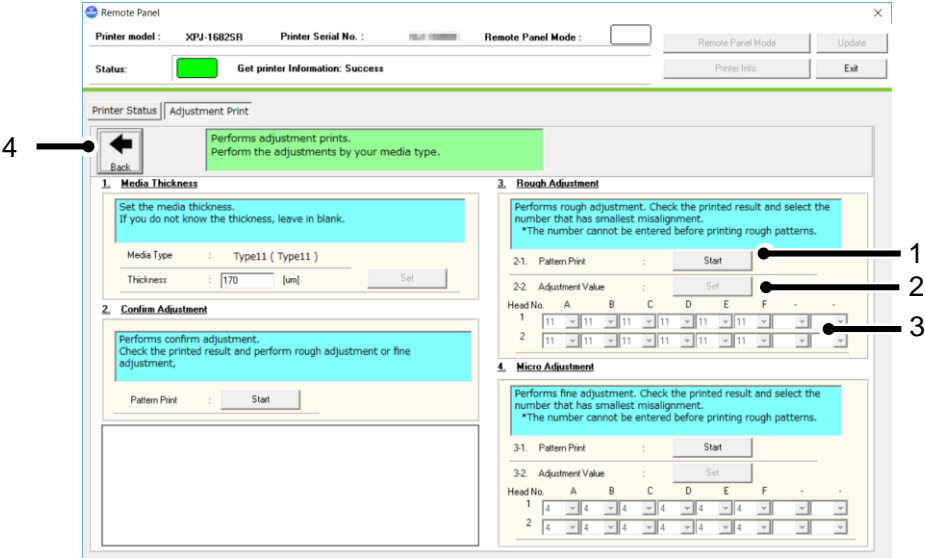 Remote Panel
Printer model : XPJ-1682SR Printer Serial No. : Remote Panel Mode :
Remote Panel Mode Update
Status: Get printer Information: Success
Printer Info. Exit
Printer Status Adjustment Print
4
Back
Performs adjustment prints.
Perform the adjustments by your media type.
1. Media Thickness
Set the media thickness.
If you do not know the thickness, leave in blank.
Media Type : Type11 ( Type11 )
Thickness : 170 [um] Set
2. Confirm Adjustment
Performs confirm adjustment.
Check the printed result and perform rough adjustment or fine
adjustment,
Pattern Print : Start
3. Rough Adjustment
Performs rough adjustment. Check the printed result and select the
number that has smallest misalignment.
*The number cannot be entered before printing rough patterns.
2-1. Pattern Print : Start
1
2-2. Adjustment Value : Set
2
Head No. A B C D E F - -
1 11 11 11 11 11 11
3
2 11 11 11 11 11 11
4. Micro Adjustment
Performs fine adjustment. Check the printed result and select the
number that has smallest misalignment.
*The number cannot be entered before printing rough patterns.
3-1. Pattern Print : Start
3-2. Adjustment Value : Set
Head No. A B C D E F - -
1 4 4 4 4 4 4
2 4 4 4 4 4 4